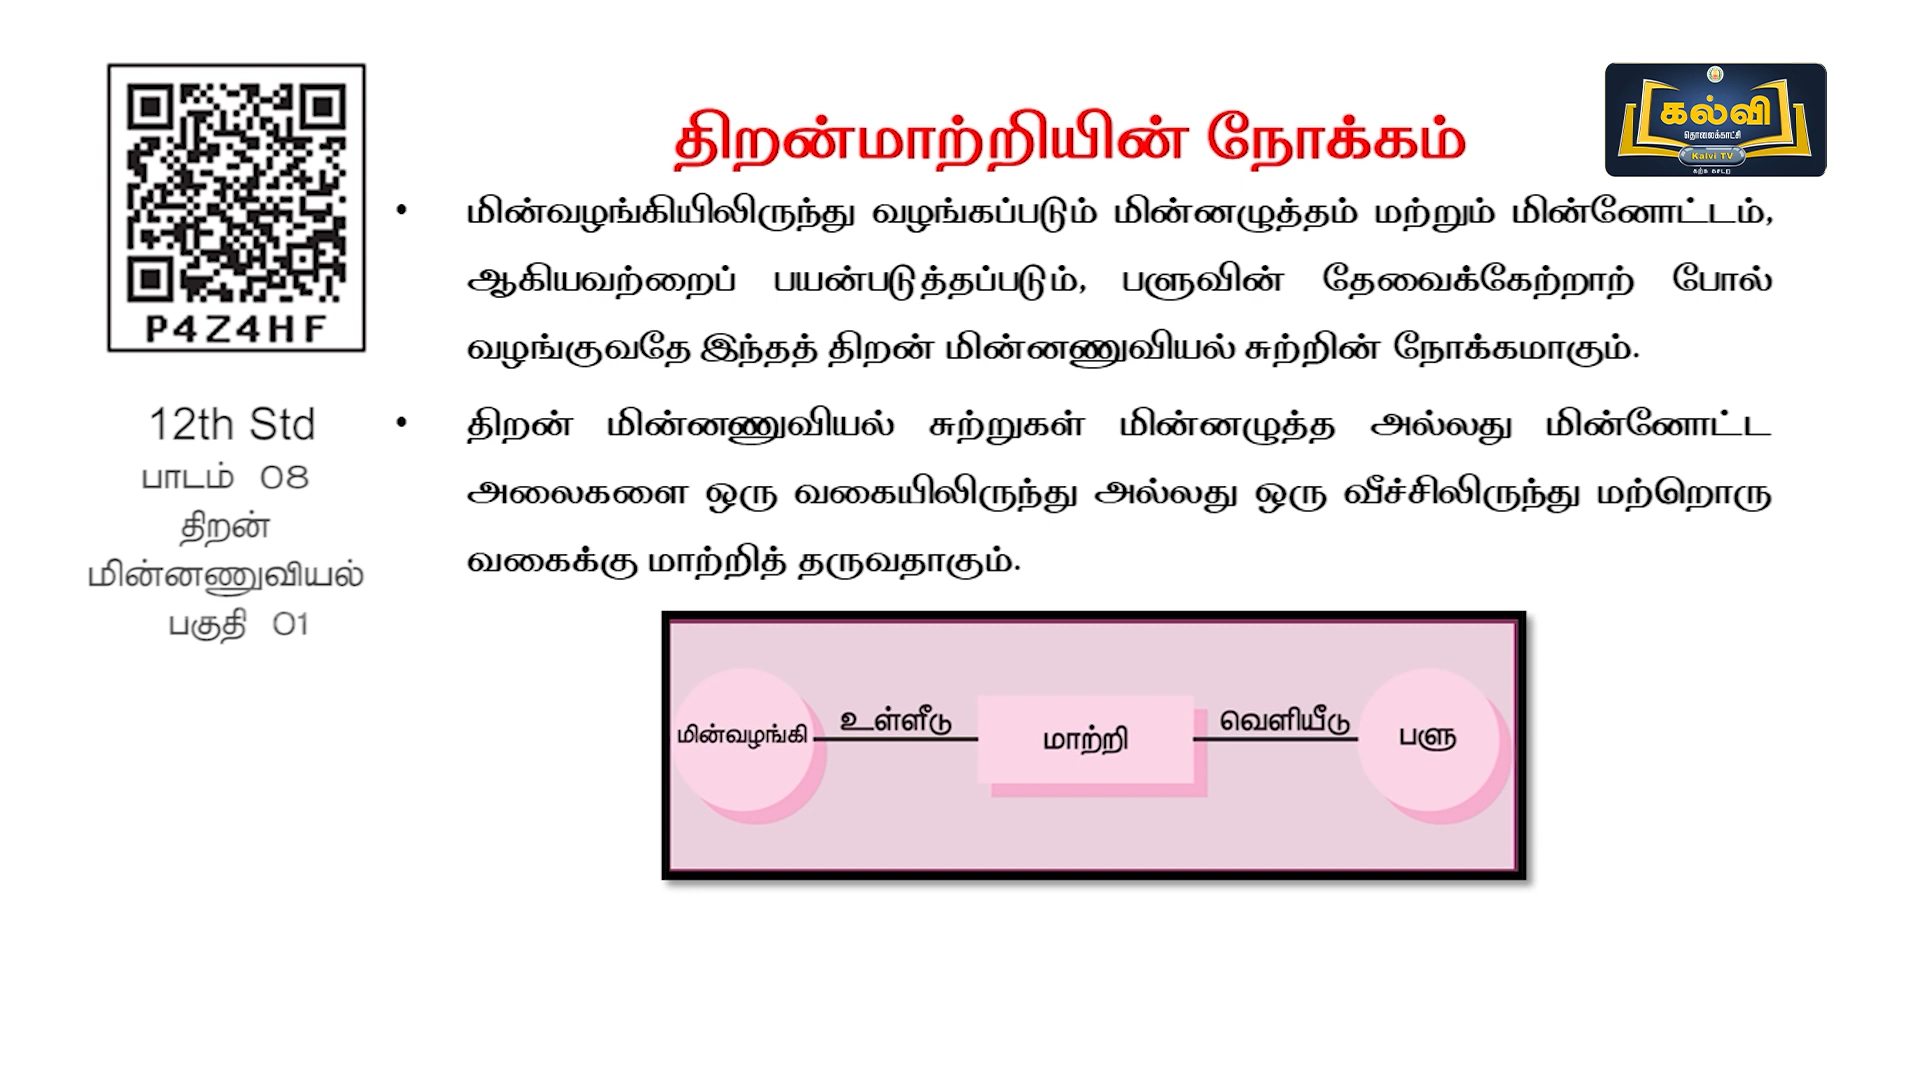 P4Z4HF
12th Std
பாடம் 08
திறன்
மின்னணுவியல்
பகுதி 01
திறன்மாற்றியின் நோக்கம்
கல்வி
தொலைக்காட்சி
Kalvi TV
கற்க கசடற
• மின்வழங்கியிலிருந்து வழங்கப்படும் மின்னழுத்தம் மற்றும் மின்னோட்டம்,
ஆகியவற்றைப் பயன்படுத்தப்படும், பளுவின் தேவைக்கேற்றாற் போல்
வழங்குவதே இந்தத் திறன் மின்னணுவியல் சுற்றின் நோக்கமாகும்.
• திறன் மின்னணுவியல் சுற்றுகள் மின்னழுத்த அல்லது மின்னோட்ட
அலைகளை ஒரு வகையிலிருந்து அல்லது ஒரு வீச்சிலிருந்து மற்றொரு
வகைக்கு மாற்றித் தருவதாகும்.
மின்வழங்கி உள்ளீடு மாற்றி வெளியீடு பளு